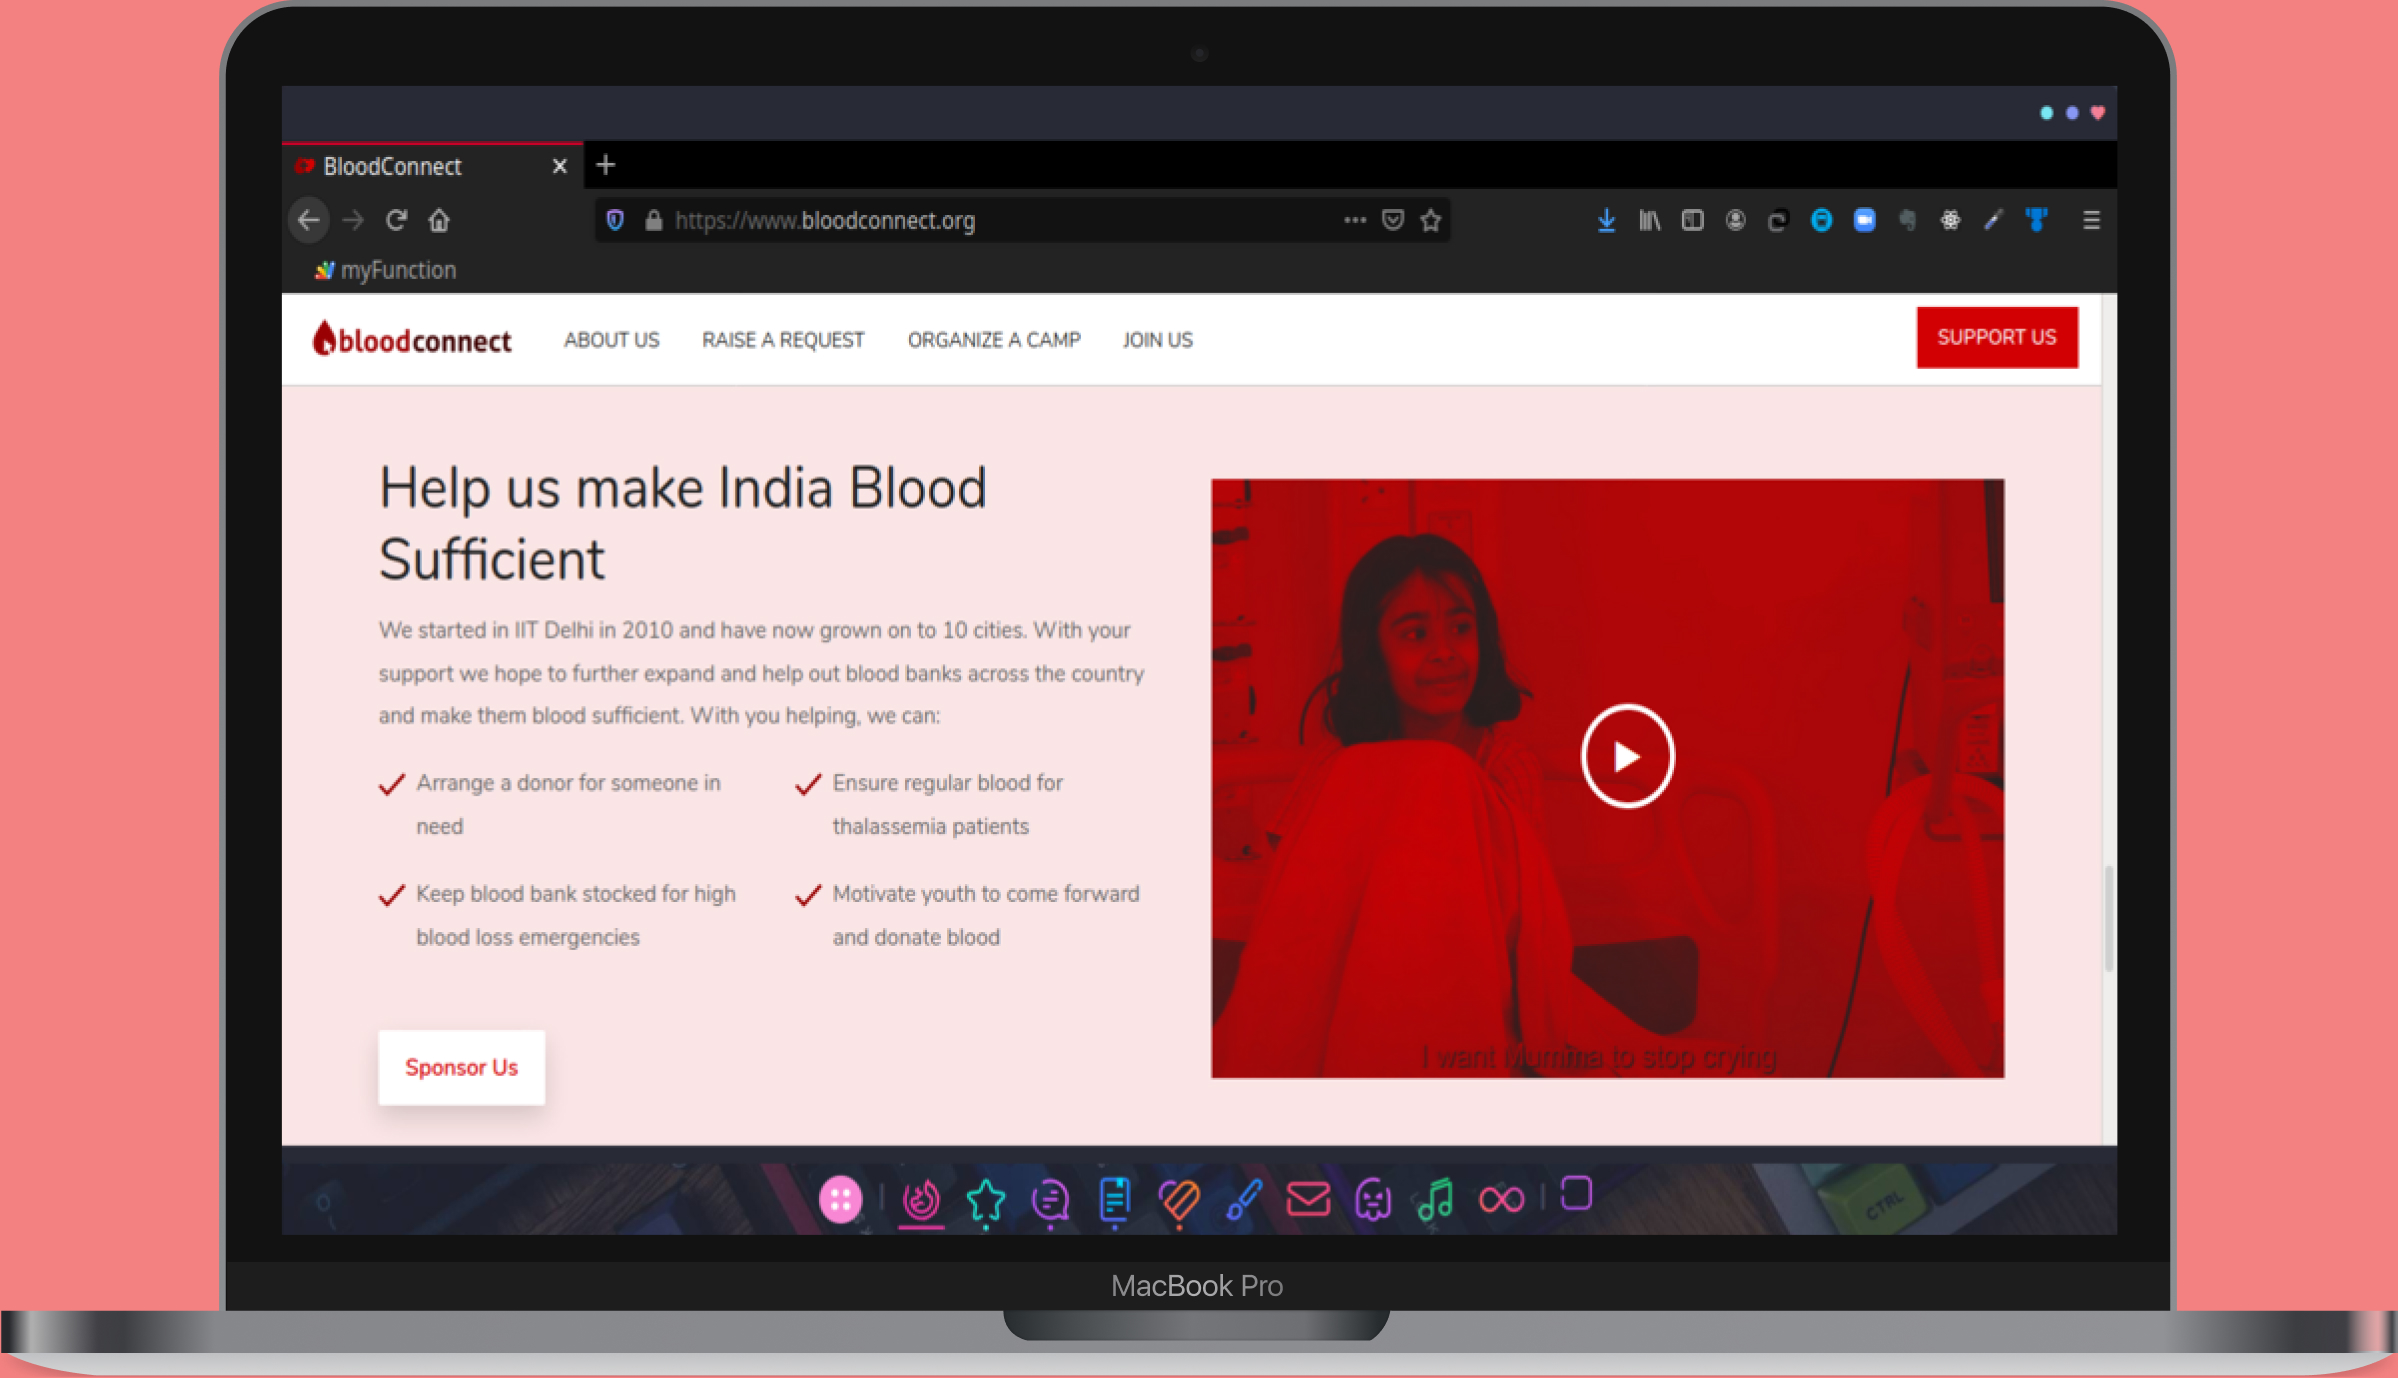 BloodConnect
https://www.bloodconnect.org
myFunction
bloodconnect ABOUT US RAISE A REQUEST ORGANIZE A CAMP JOIN US SUPPORT US
Help us make India Blood
Sufficient
We started in IIT Delhi in 2010 and have now grown on to 10 cities. With your
support we hope to further expand and help out blood banks across the country
and make them blood sufficient. With you helping, we can:
Arrange a donor for someone in
need
Ensure regular blood for
thalassemia patients
Keep blood bank stocked for high
blood loss emergencies
Motivate youth to come forward
and donate blood
Sponsor Us
I want Mumma to stop crying
CTRL
MacBook Pro